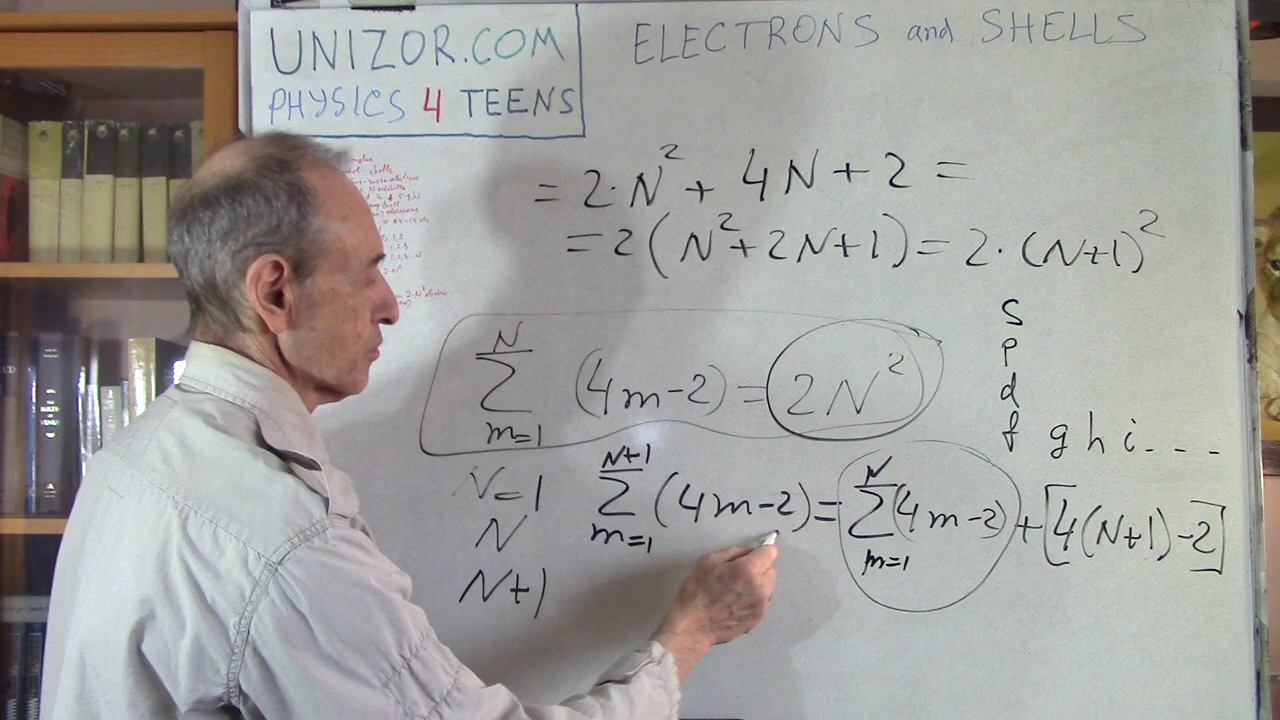 UNIZOR.COM
PHYSICS 4 TEENS
ELECTRONS and SHELLS
= 2·N² + 4N + 2 =
= 2(N² + 2N + 1) = 2·(N+1)²
N
∑ (4m-2) = 2N²
m=1
s
p
d
f g h i...
N=1
N
N+1
N+1
∑ (4m-2) = ∑ (4m-2) + [4(N+1)-2]
m=1
N
m=1